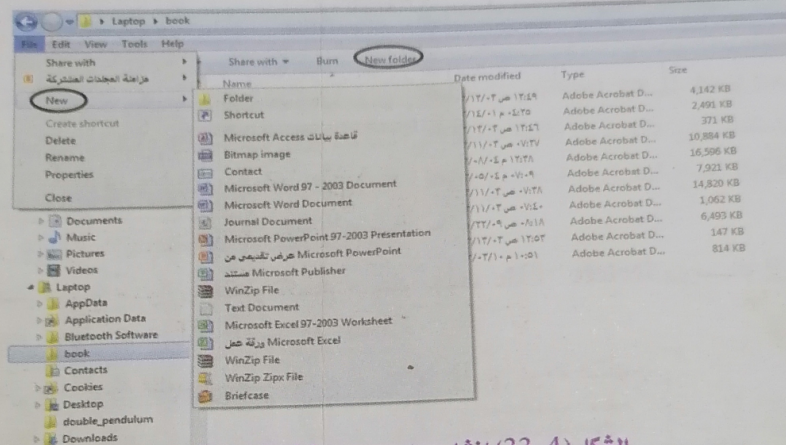 Laptop ▸ book
File Edit View Tools Help
Share with
مزامنة المجلدات المشتركة
New
Create shortcut
Delete
Rename
Properties
Close
Share with Burn New folder
Name Date modified Type Size
Folder
Shortcut
قاعدة بيانات Microsoft Access
Bitmap image
Contact
Microsoft Word 97 - 2003 Document
Microsoft Word Document
Journal Document
Microsoft PowerPoint 97-2003 Presentation
عرض تقديمي من Microsoft PowerPoint
مستند Microsoft Publisher
WinZip File
Text Document
Microsoft Excel 97-2003 Worksheet
ورقة عمل Microsoft Excel
WinZip File
WinZip Zipx File
Briefcase
Adobe Acrobat D... 4,142 KB
Adobe Acrobat D... 2,491 KB
Adobe Acrobat D... 371 KB
Adobe Acrobat D... 10,884 KB
Adobe Acrobat D... 16,596 KB
Adobe Acrobat D... 7,921 KB
Adobe Acrobat D... 14,820 KB
Adobe Acrobat D... 1,062 KB
Adobe Acrobat D... 6,493 KB
Adobe Acrobat D... 147 KB
Adobe Acrobat D... 814 KB
Documents
Music
Pictures
Videos
Laptop
AppData
Application Data
Bluetooth Software
book
Contacts
Cookies
Desktop
double_pendulum
Downloads